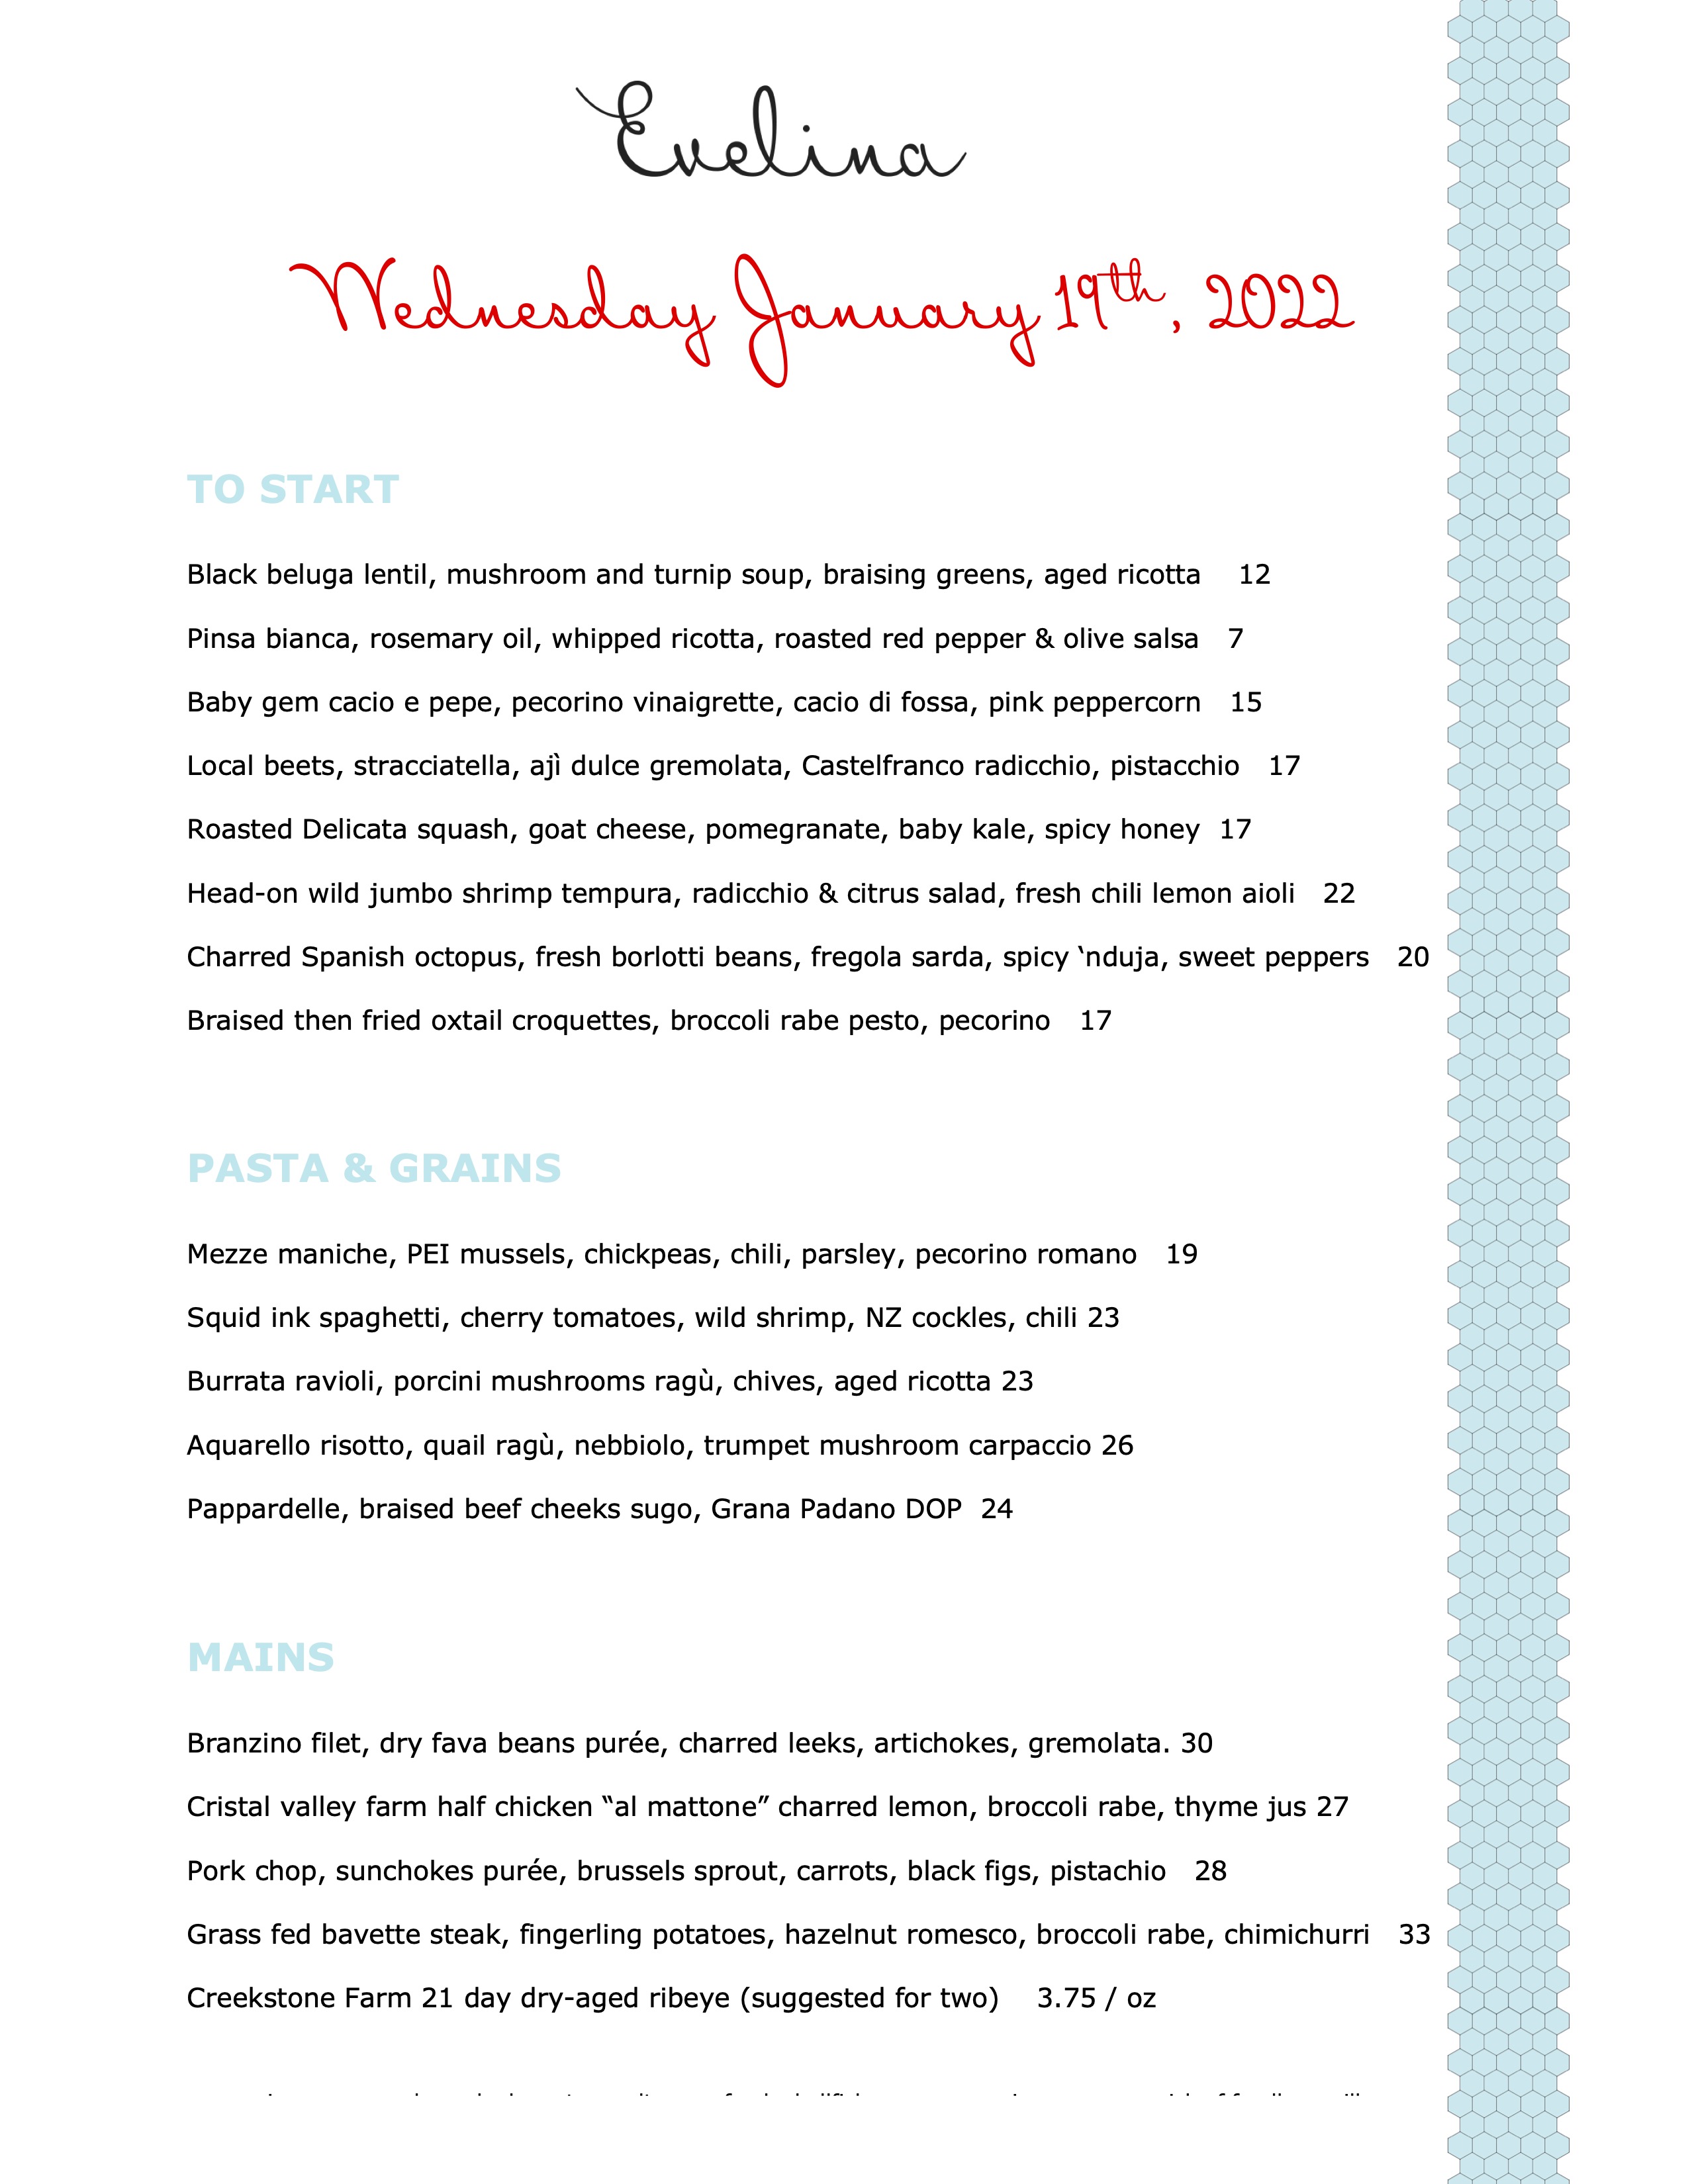 Evelina
Wednesday January 19th, 2022
TO START
Black beluga lentil, mushroom and turnip soup, braising greens, aged ricotta 12
Pinsa bianca, rosemary oil, whipped ricotta, roasted red pepper & olive salsa 7
Baby gem cacio e pepe, pecorino vinaigrette, cacio di fossa, pink peppercorn 15
Local beets, stracciatella, ajì dulce gremolata, Castelfranco radicchio, pistacchio 17
Roasted Delicata squash, goat cheese, pomegranate, baby kale, spicy honey 17
Head-on wild jumbo shrimp tempura, radicchio & citrus salad, fresh chili lemon aioli 22
Charred Spanish octopus, fresh borlotti beans, fregola sarda, spicy ‘nduja, sweet peppers 20
Braised then fried oxtail croquettes, broccoli rabe pesto, pecorino 17
PASTA & GRAINS
Mezze maniche, PEI mussels, chickpeas, chili, parsley, pecorino romano 19
Squid ink spaghetti, cherry tomatoes, wild shrimp, NZ cockles, chili 23
Burrata ravioli, porcini mushrooms ragù, chives, aged ricotta 23
Aquarello risotto, quail ragù, nebbiolo, trumpet mushroom carpaccio 26
Pappardelle, braised beef cheeks sugo, Grana Padano DOP 24
MAINS
Branzino filet, dry fava beans purée, charred leeks, artichokes, gremolata. 30
Cristal valley farm half chicken “al mattone” charred lemon, broccoli rabe, thyme jus 27
Pork chop, sunchokes purée, brussels sprout, carrots, black figs, pistachio 28
Grass fed bavette steak, fingerling potatoes, hazelnut romesco, broccoli rabe, chimichurri 33
Creekstone Farm 21 day dry-aged ribeye (suggested for two) 3.75 / oz